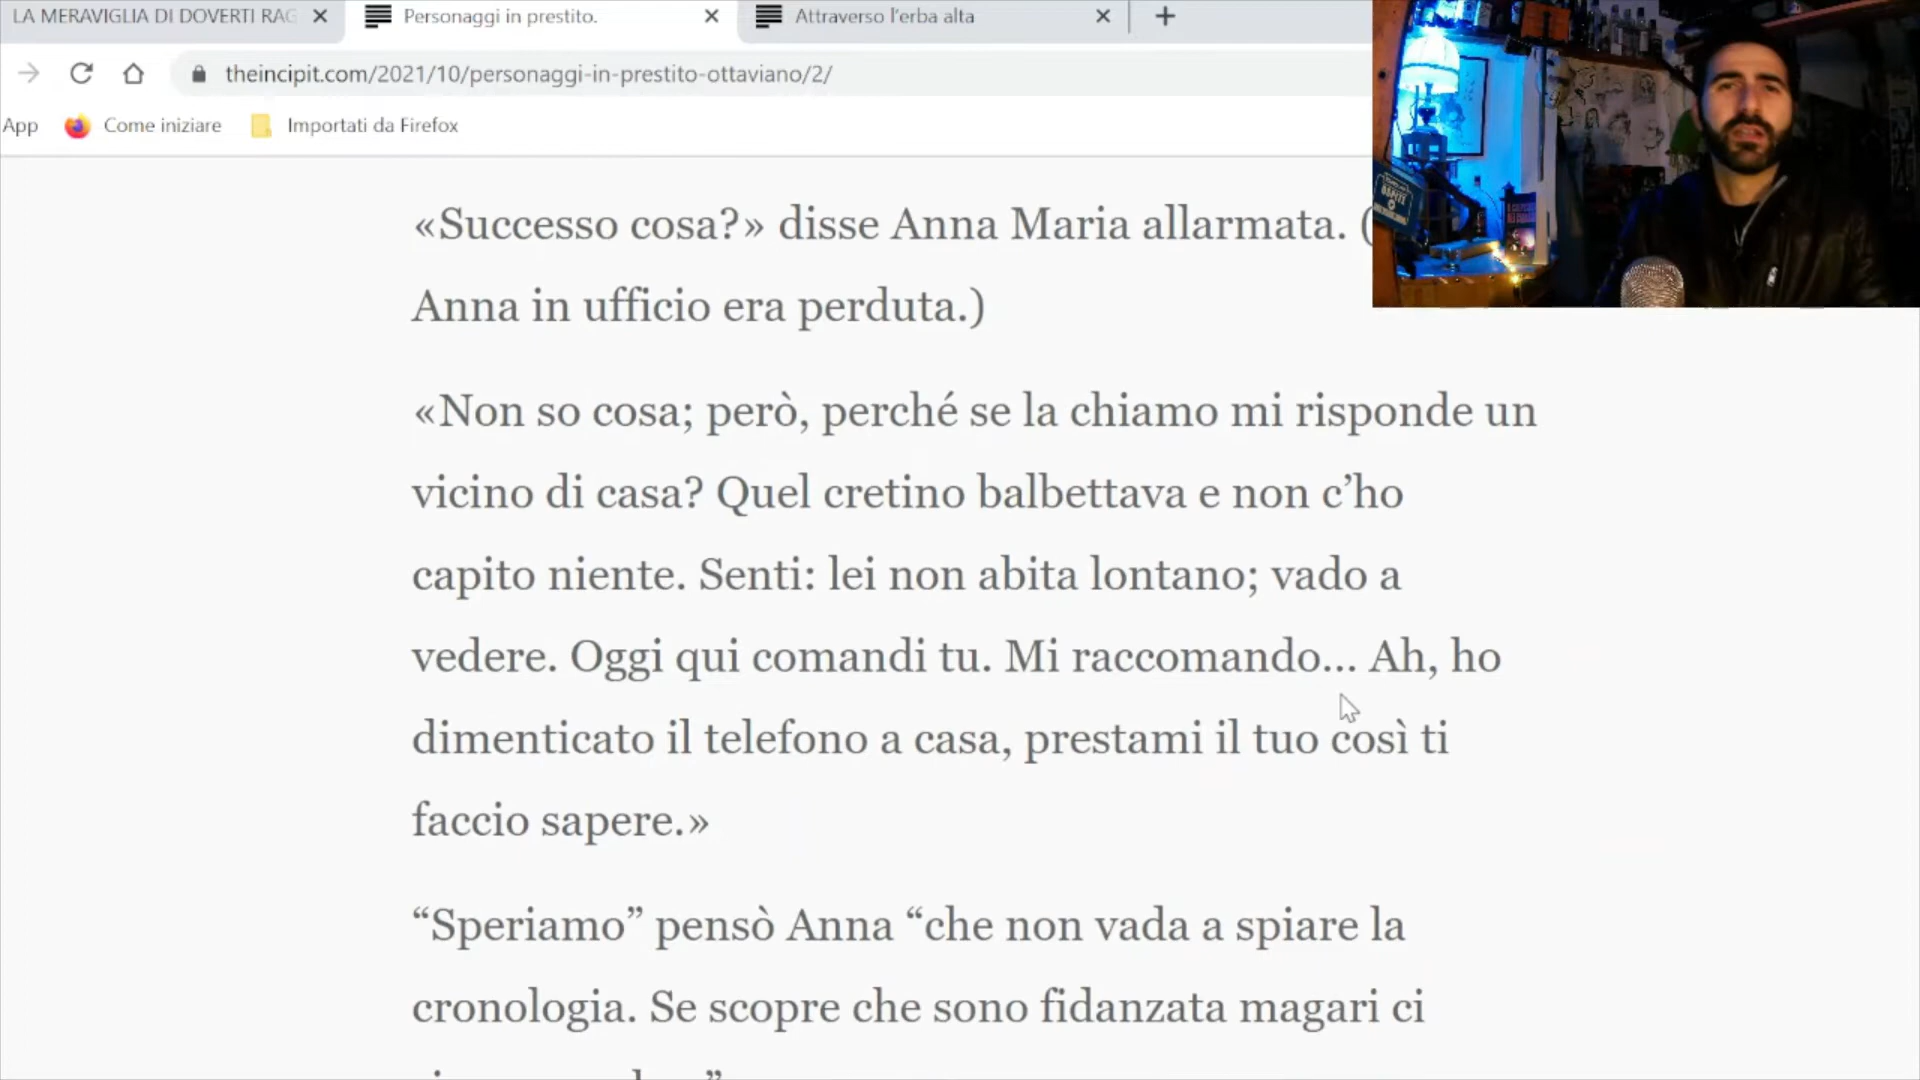 LA MERAVIGLIA DI DOVERTI RAG
Personaggi in prestito.
Attraverso l'erba alta
theincipit.com/2021/10/personaggi-in-prestito-ottaviano/2/
App
Come iniziare
Importati da Firefox
«Successo cosa?» disse Anna Maria allarmata. (
Anna in ufficio era perduta.)
«Non so cosa; però, perché se la chiamo mi risponde un
vicino di casa? Quel cretino balbettava e non c’ho
capito niente. Senti: lei non abita lontano; vado a
vedere. Oggi qui comandi tu. Mi raccomando… Ah, ho
dimenticato il telefono a casa, prestami il tuo così ti
faccio sapere.»
“Speriamo” pensò Anna “che non vada a spiare la
cronologia. Se scopre che sono fidanzata magari ci